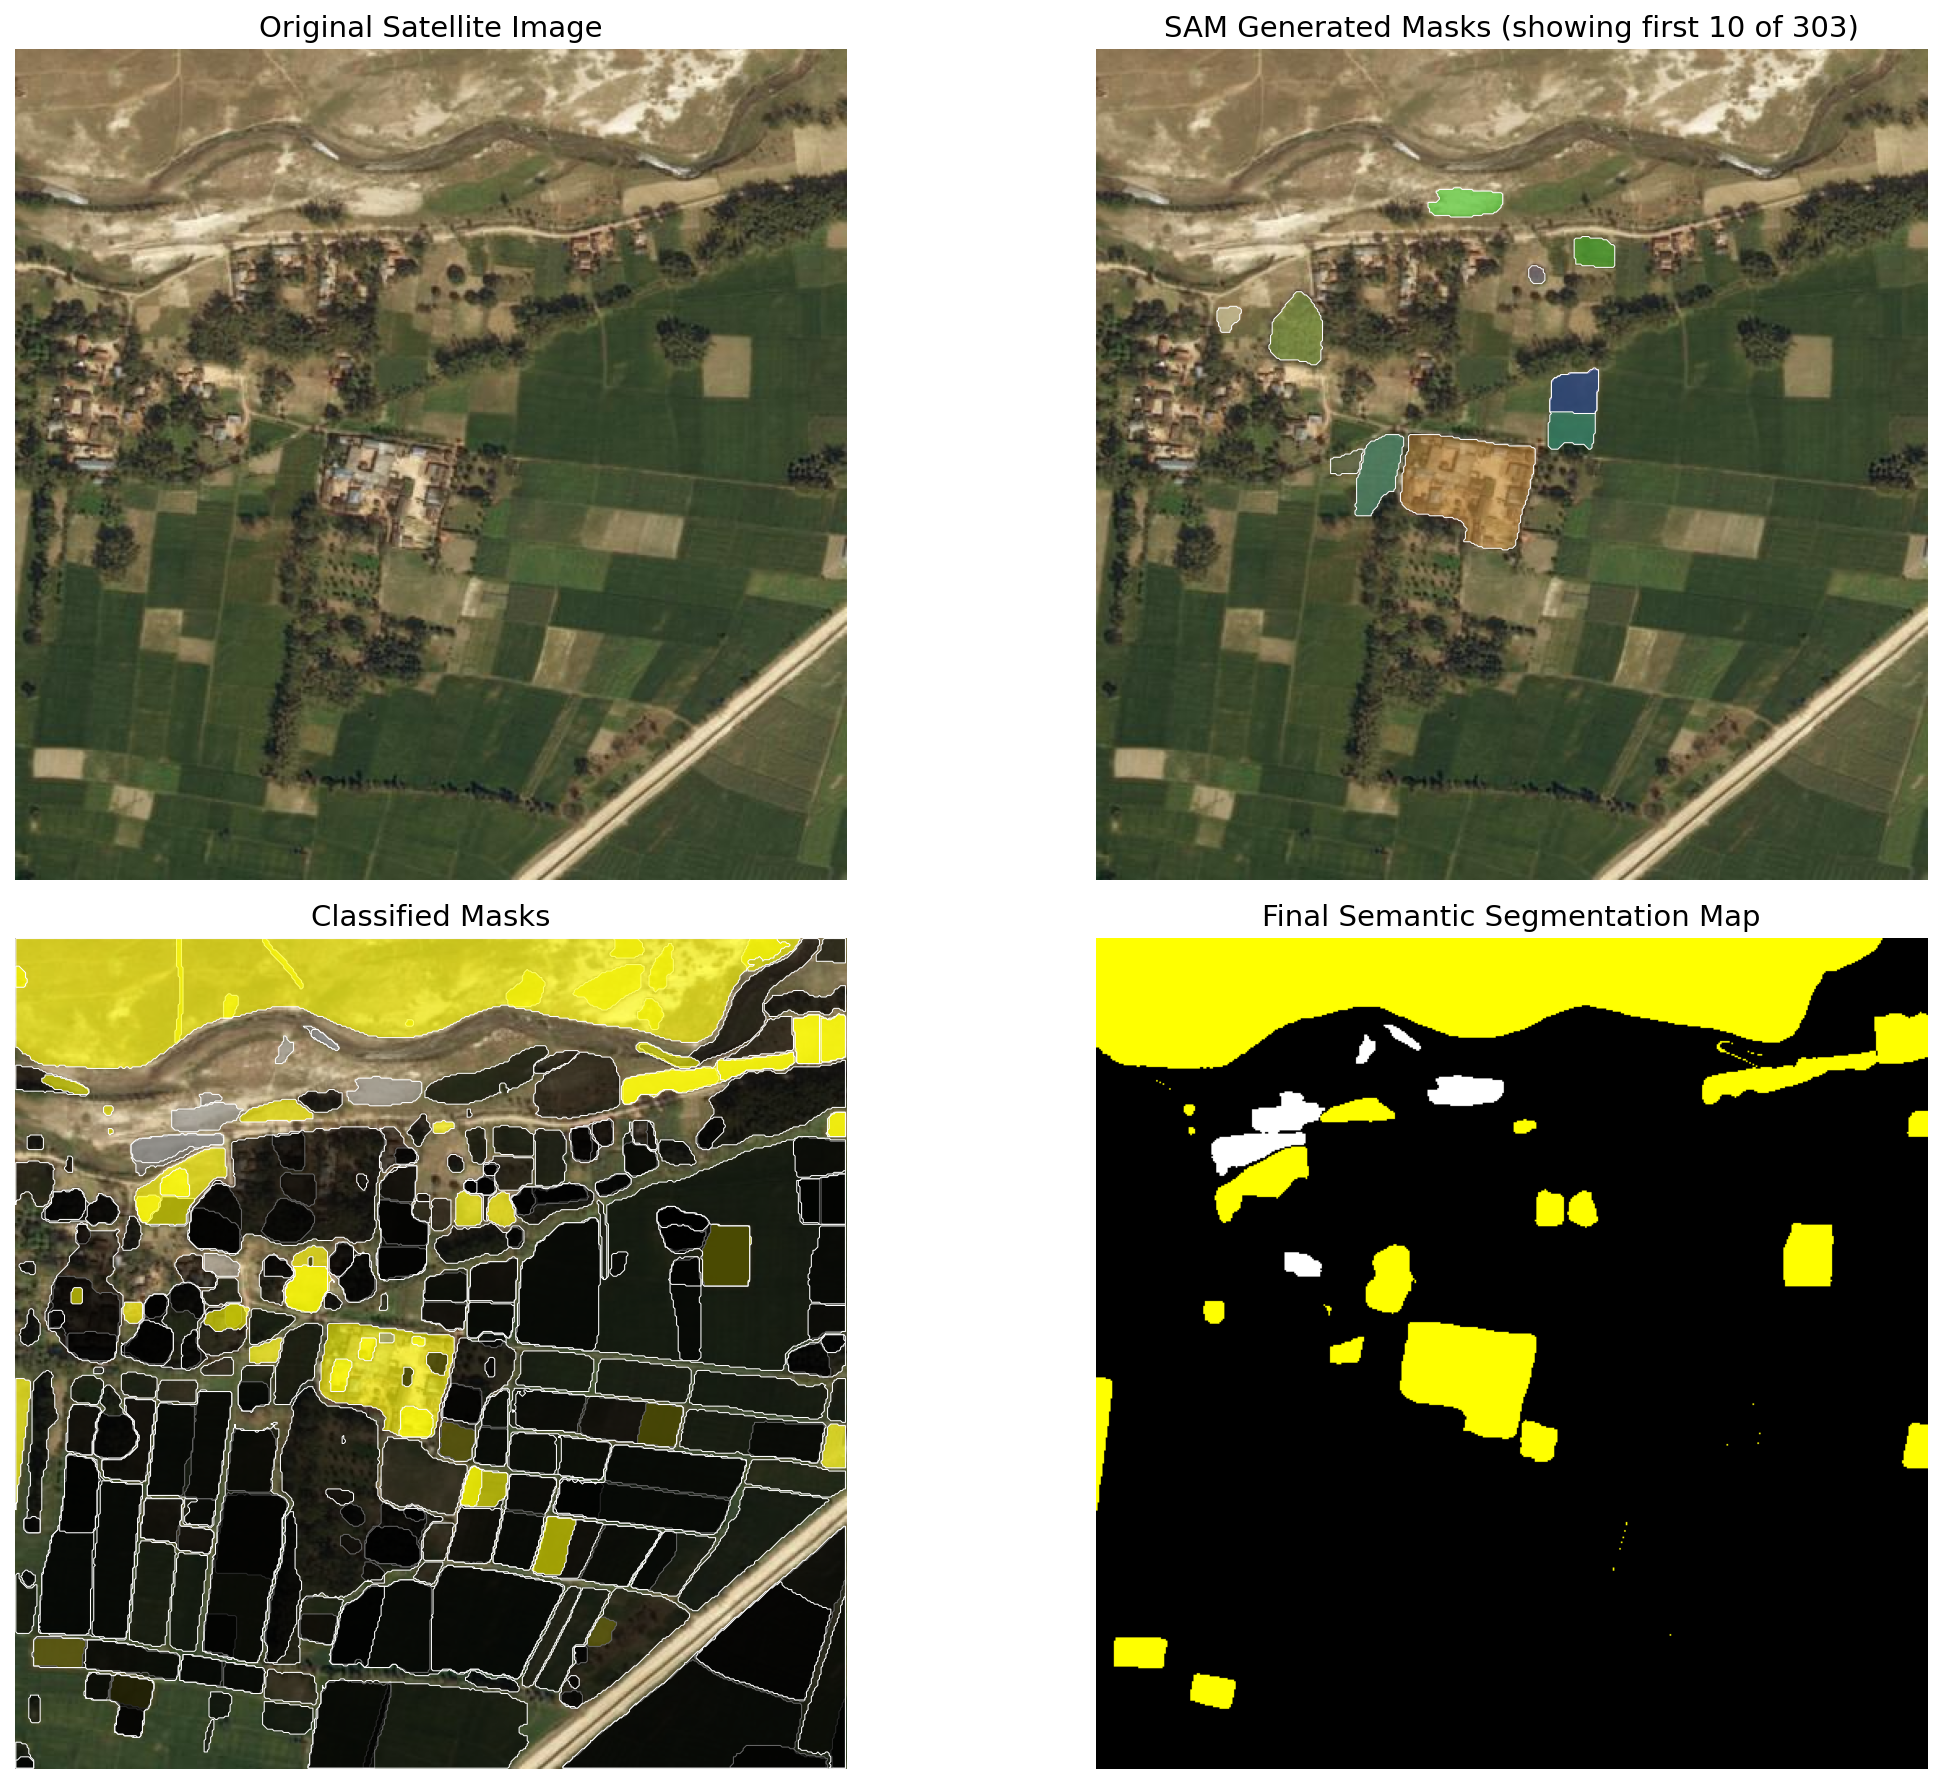 Original Satellite Image
SAM Generated Masks (showing first 10 of 303)
Classified Masks
Final Semantic Segmentation Map